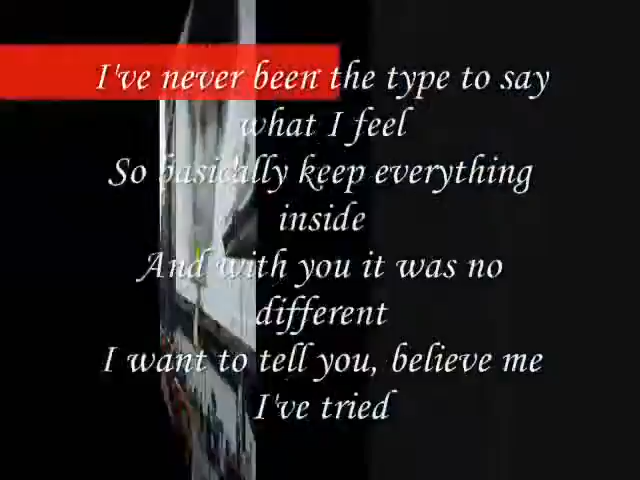 I've never been the type to say
what I feel
So basically keep everything
inside
And with you it was no
different
I want to tell you, believe me
I've tried